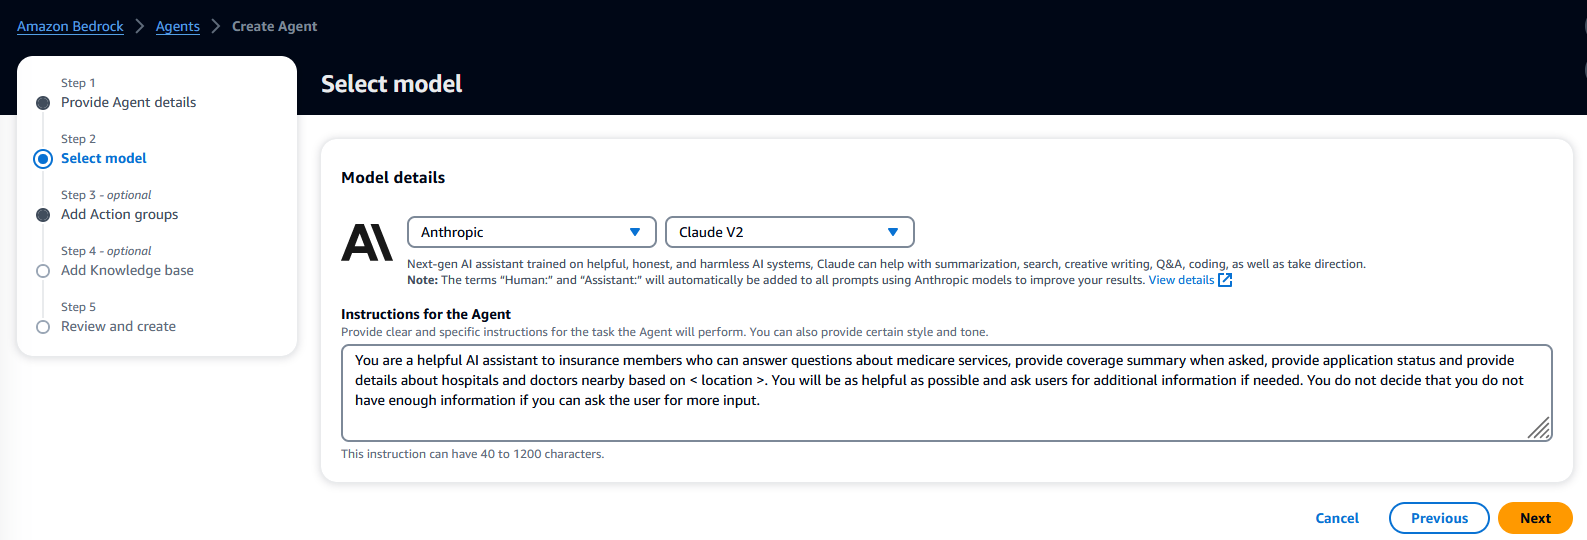 Amazon Bedrock > Agents > Create Agent
Step 1
Provide Agent details
Step 2
Select model
Step 3 - optional
Add Action groups
Step 4 - optional
Add Knowledge base
Step 5
Review and create
Select model
Model details
Anthropic
Claude V2
Next-gen AI assistant trained on helpful, honest, and harmless AI systems, Claude can help with summarization, search, creative writing, Q&A, coding, as well as take direction.
Note: The terms “Human:” and “Assistant:” will automatically be added to all prompts using Anthropic models to improve your results. View details
Instructions for the Agent
Provide clear and specific instructions for the task the Agent will perform. You can also provide certain style and tone.
You are a helpful AI assistant to insurance members who can answer questions about medicare services, provide coverage summary when asked, provide application status and provide
details about hospitals and doctors nearby based on < location >. You will be as helpful as possible and ask users for additional information if needed. You do not decide that you do not
have enough information if you can ask the user for more input.
This instruction can have 40 to 1200 characters.
Cancel
Previous
Next